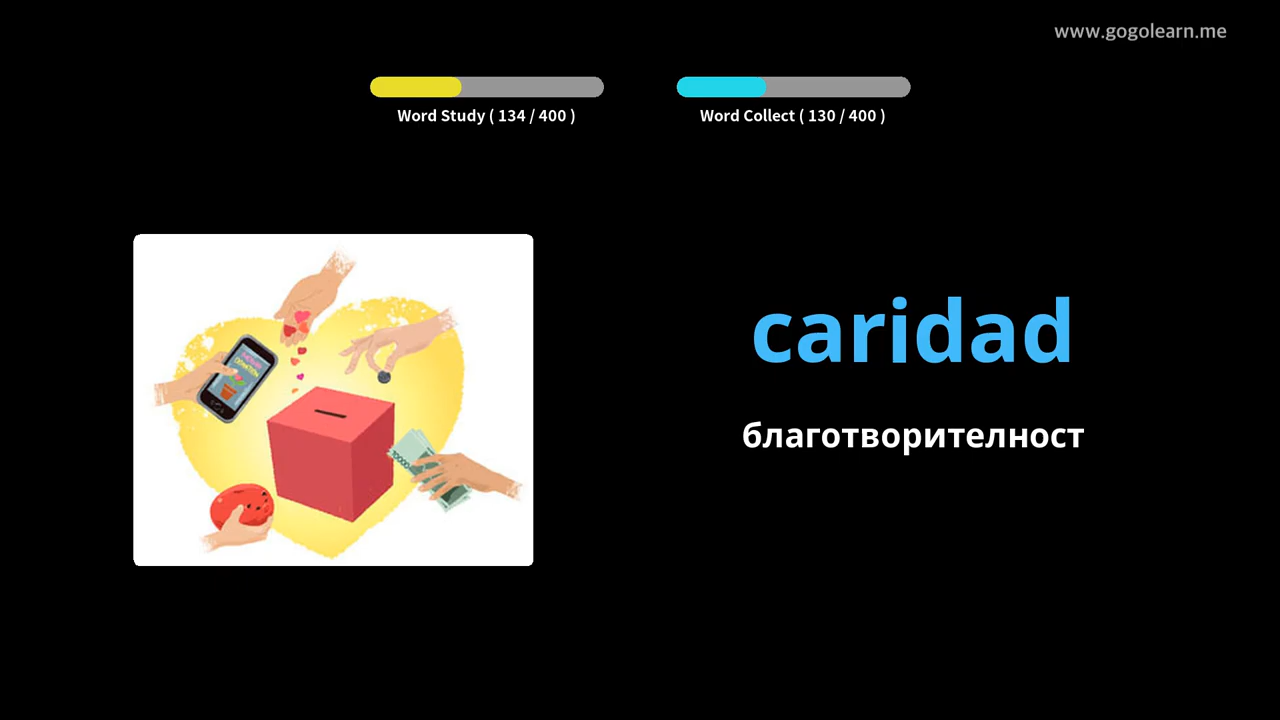 www.gogolearn.me
Word Study ( 134 / 400 )
Word Collect ( 130 / 400 )
caridad
благотворителност